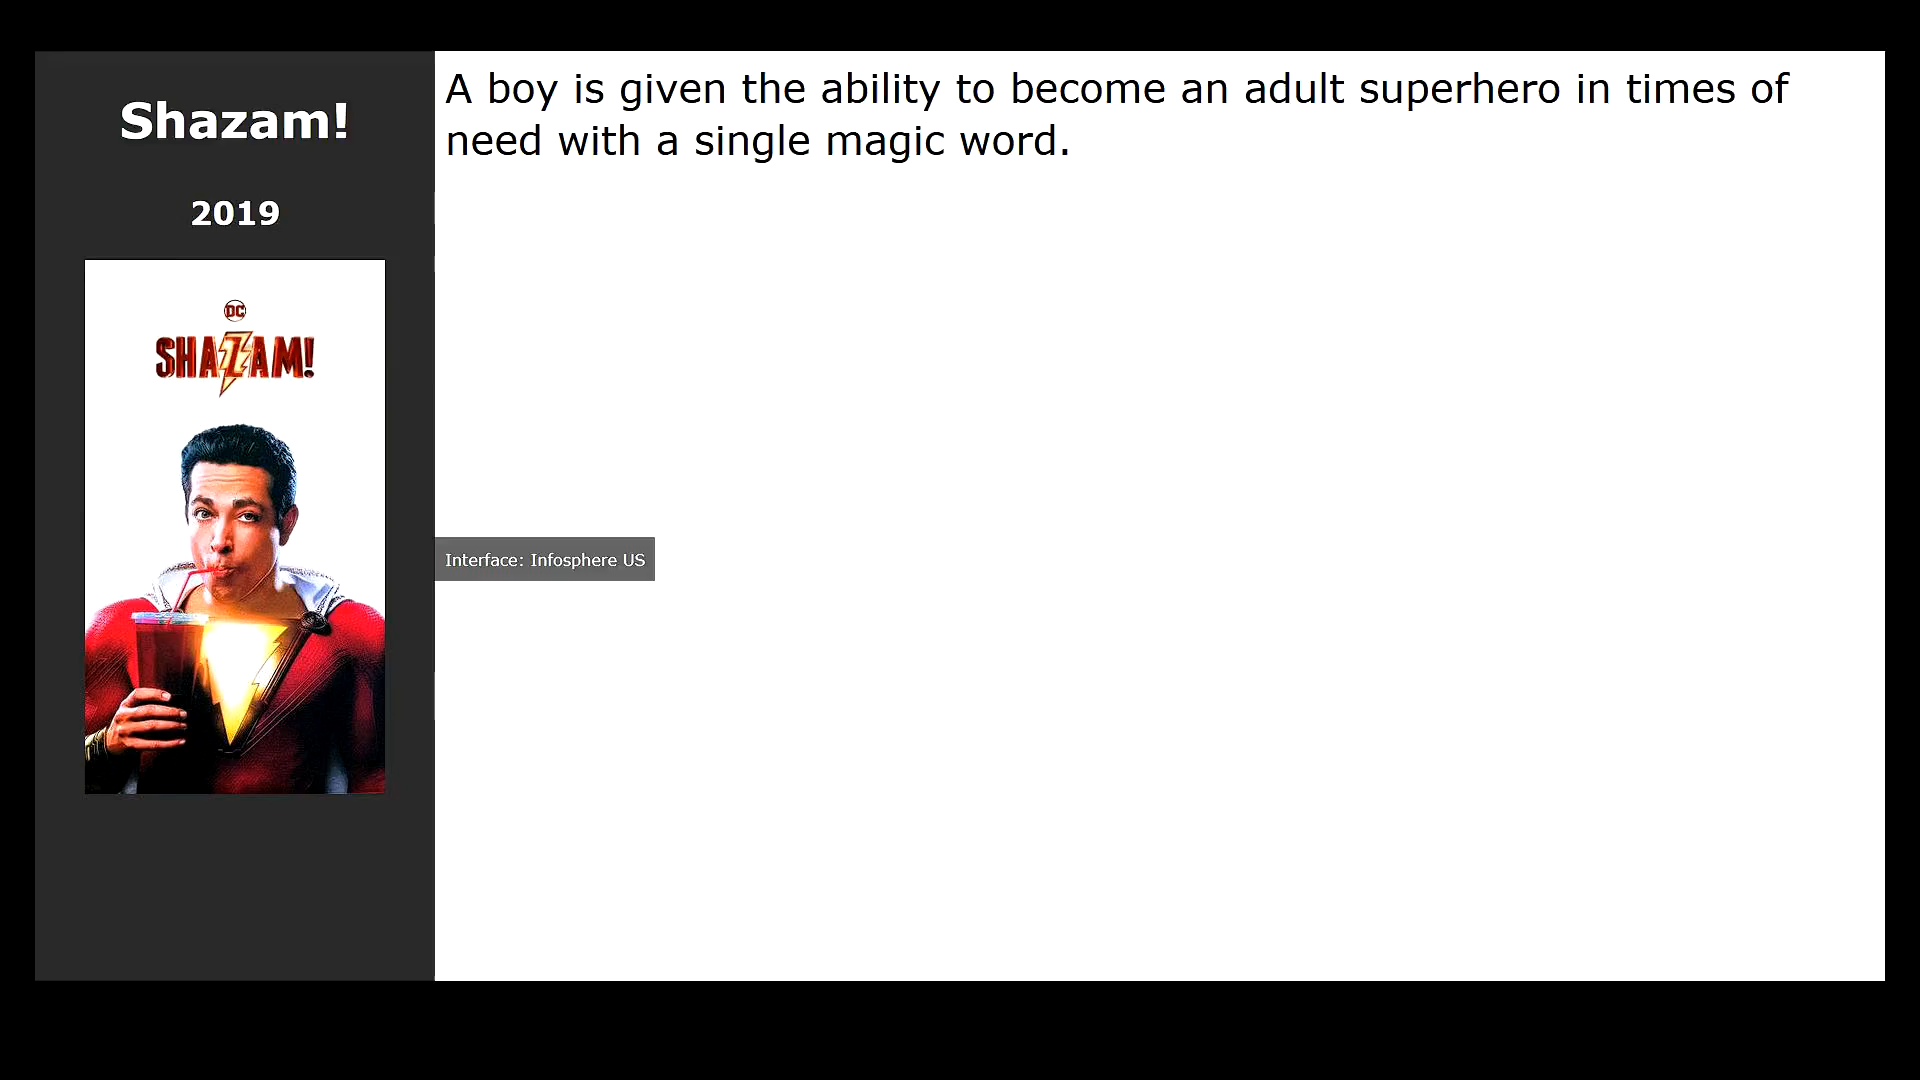 Shazam!
2019
DC
SHAZAM!
A boy is given the ability to become an adult superhero in times of
need with a single magic word.
Interface: Infosphere US